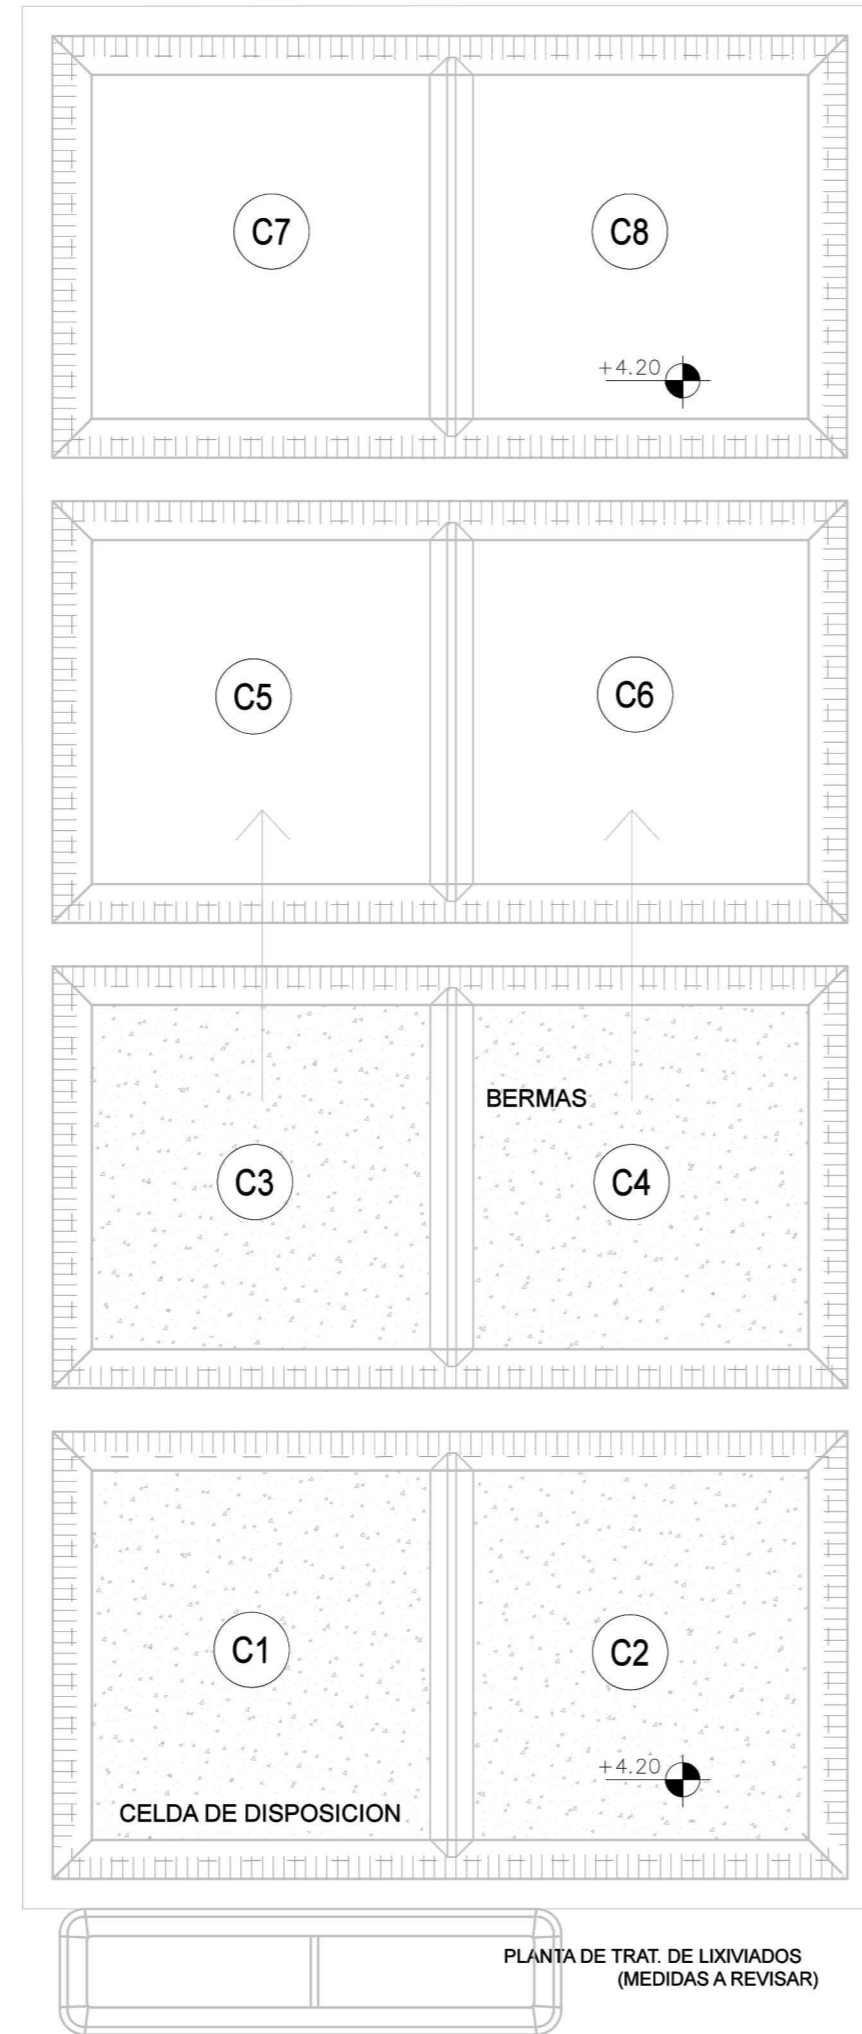 C7
C8
+4.20
C5
C6
BERMAS
C3
C4
C1
C2
+4.20
CELDA DE DISPOSICION
PLANTA DE TRAT. DE LIXIVIADOS
(MEDIDAS A REVISAR)